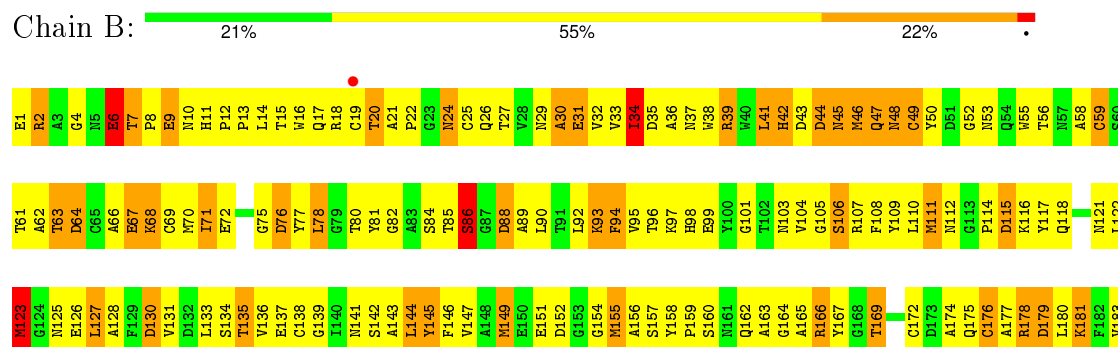 Chain B:
21% 55% 22% •
E1 R2 A3 G4 N5 E6 T7 P8 E9 N10 H11 P12 P13 L14 T15 W16 Q17 R18 C19 T20 A21 P22 G23 N24 C25 Q26 T27 V28 N29 A30 E31 V32 V33 I34 D35 A36 N37 W38 R39 W40 L41 H42 D43 D44 N45 M46 Q47 N48 C49 Y50 D51 G52 N53 Q54 W55 T56 N57 A58 C59 S60
T61 A62 T63 D64 C65 A66 E67 K68 C69 M70 I71 E72 G75 D76 Y77 L78 G79 T80 Y81 G82 A83 S84 T85 S86 G87 D88 A89 L90 T91 L92 K93 F94 V95 T96 K97 H98 E99 Y100 G101 T102 N103 V104 G105 S106 R107 F108 Y109 L110 M111 N112 G113 P114 D115 K116 Y117 Q118 N121 L122
M123 G124 N125 E126 L127 A128 F129 D130 V131 D132 L133 S134 T135 V136 E137 C138 G139 I140 N141 S142 A143 L144 Y145 F146 V147 A148 M149 E150 E151 D152 G153 G154 M155 A156 S157 Y158 P159 S160 N161 Q162 A163 G164 A165 R166 Y167 G168 T169 C172 D173 A174 Q175 C176 A177 R178 D179 L180 K181 F182 V183